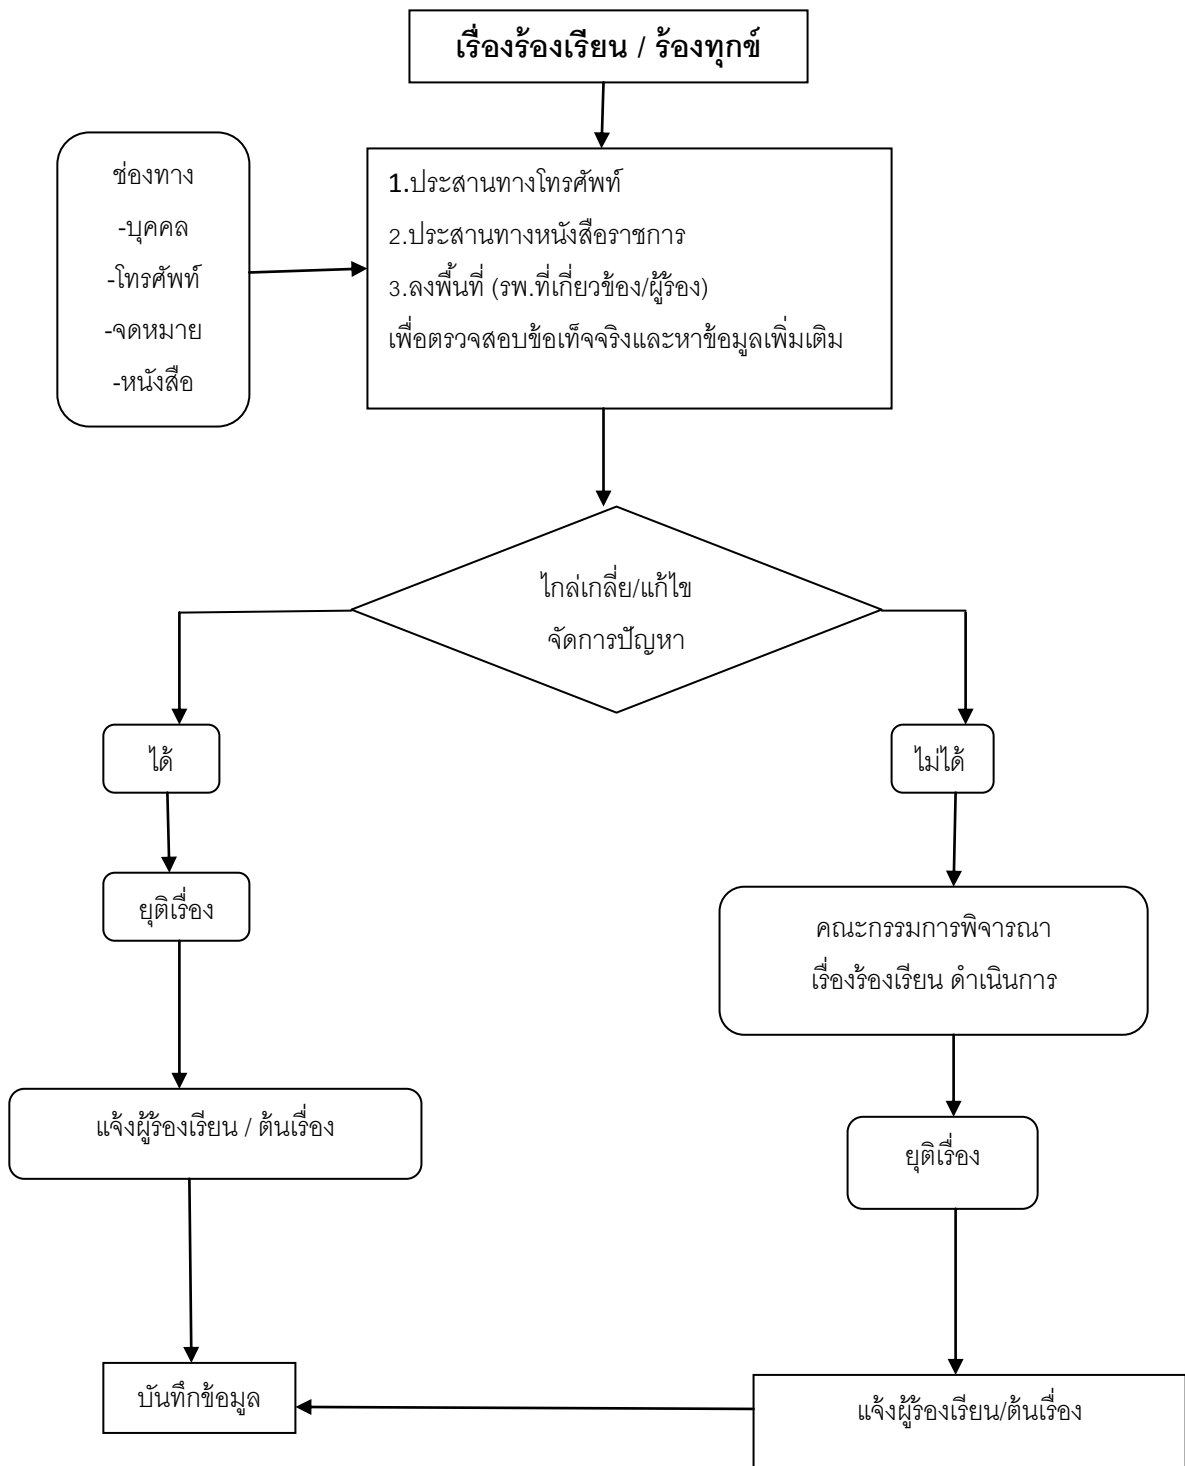 เรื่องร้องเรียน / ร้องทุกข์
ช่องทาง
-บุคคล
-โทรศัพท์
-จดหมาย
-หนังสือ
1.ประสานทางโทรศัพท์
2.ประสานทางหนังสือราชการ
3.ลงพื้นที่ (รพ.ที่เกี่ยวข้อง/ผู้ร้อง)
เพื่อตรวจสอบข้อเท็จจริงและหาข้อมูลเพิ่มเติม
ไกล่เกลี่ย/แก้ไข
จัดการปัญหา
ได้
ไม่ได้
ยุติเรื่อง
คณะกรรมการพิจารณา
เรื่องร้องเรียน ดำเนินการ
แจ้งผู้ร้องเรียน / ต้นเรื่อง
ยุติเรื่อง
บันทึกข้อมูล
แจ้งผู้ร้องเรียน/ต้นเรื่อง